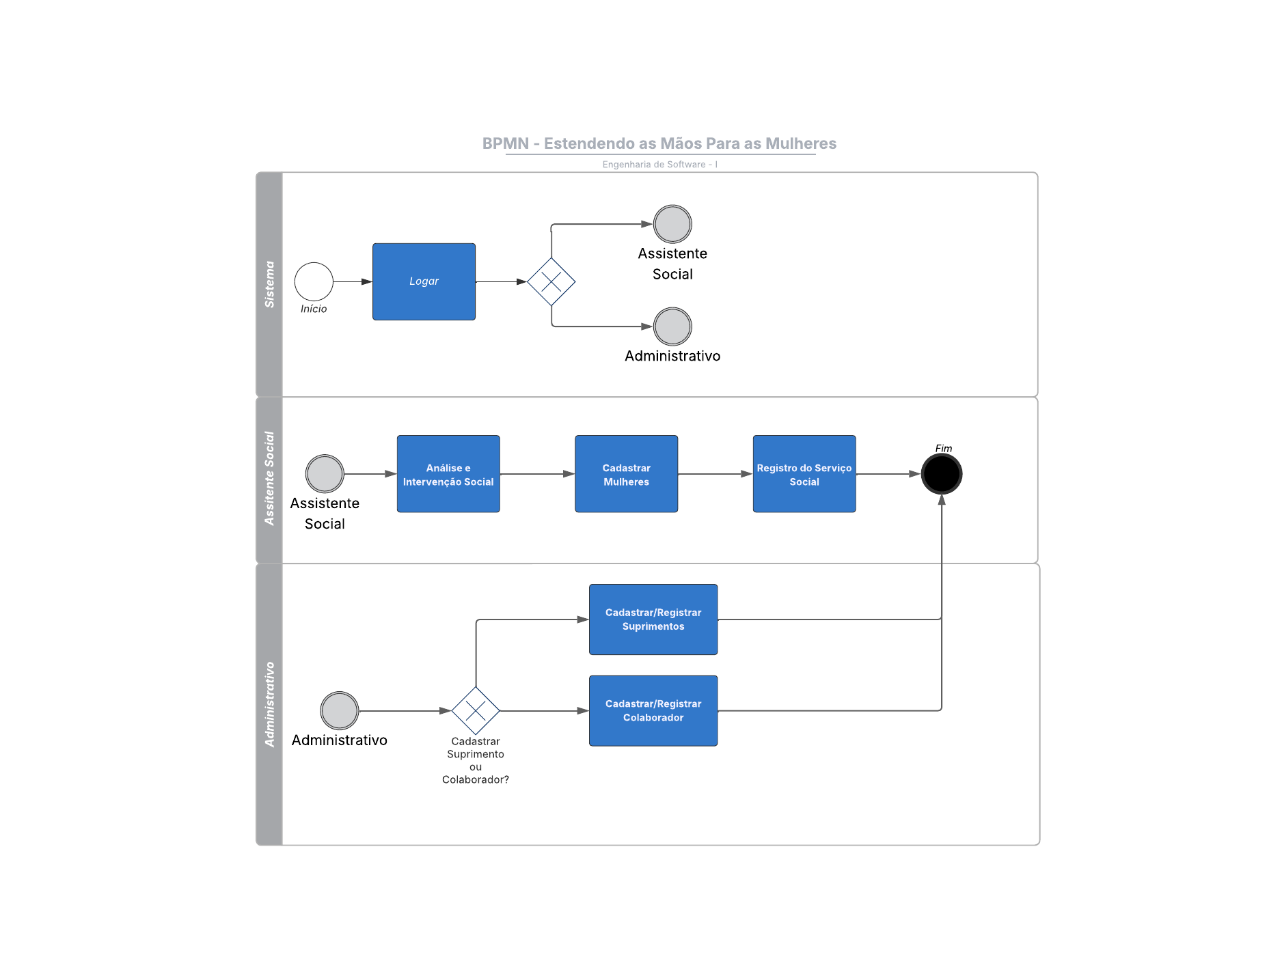 BPMN - Estendendo as Mãos Para as Mulheres
Engenharia de Software - I
Sistema
Início
Logar
Assistente
Social
Administrativo
Assitente Social
Assistente
Social
Análise e
Intervenção Social
Cadastrar
Mulheres
Registro do Serviço
Social
Fim
Administrativo
Administrativo
Cadastrar
Suprimento
ou
Colaborador?
Cadastrar/Registrar
Suprimentos
Cadastrar/Registrar
Colaborador